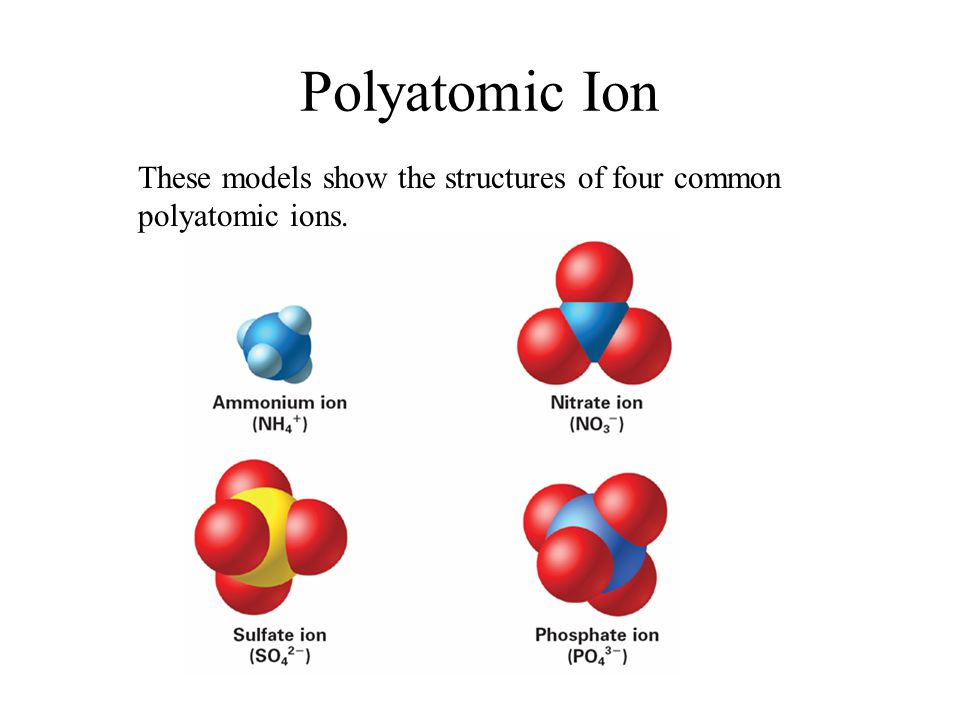 Polyatomic Ion
These models show the structures of four common
polyatomic ions.
Ammonium ion
(NH₄⁺)
Nitrate ion
(NO₃⁻)
Sulfate ion
(SO₄²⁻)
Phosphate ion
(PO₄³⁻)